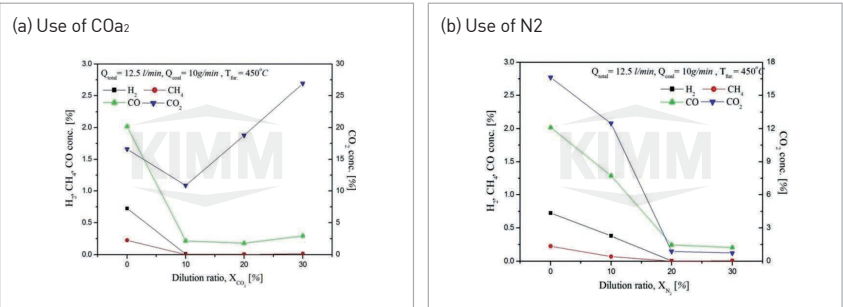 (a) Use of COa₂
Q_total = 12.5 l/min, Q_coal = 10g/min , T_fur. = 450°C
H₂ CH₄
CO CO₂
H₂, CH₄, CO conc. [%]
3.0
2.5
2.0
1.5
1.0
0.5
0.0
CO₂ conc. [%]
30
25
20
15
10
5
0
0 10 20 30
Dilution ratio, X_CO₂ [%]
KIMM
(b) Use of N2
Q_total = 12.5 l/min, Q_coal = 10g/min , T_fur. = 450°C
H₂ CH₄
CO CO₂
H₂, CH₄, CO conc. [%]
3.0
2.5
2.0
1.5
1.0
0.5
0.0
CO₂ conc. [%]
18
15
12
9
6
3
0
0 10 20 30
Dilution ratio, X_N₂ [%]
KIMM